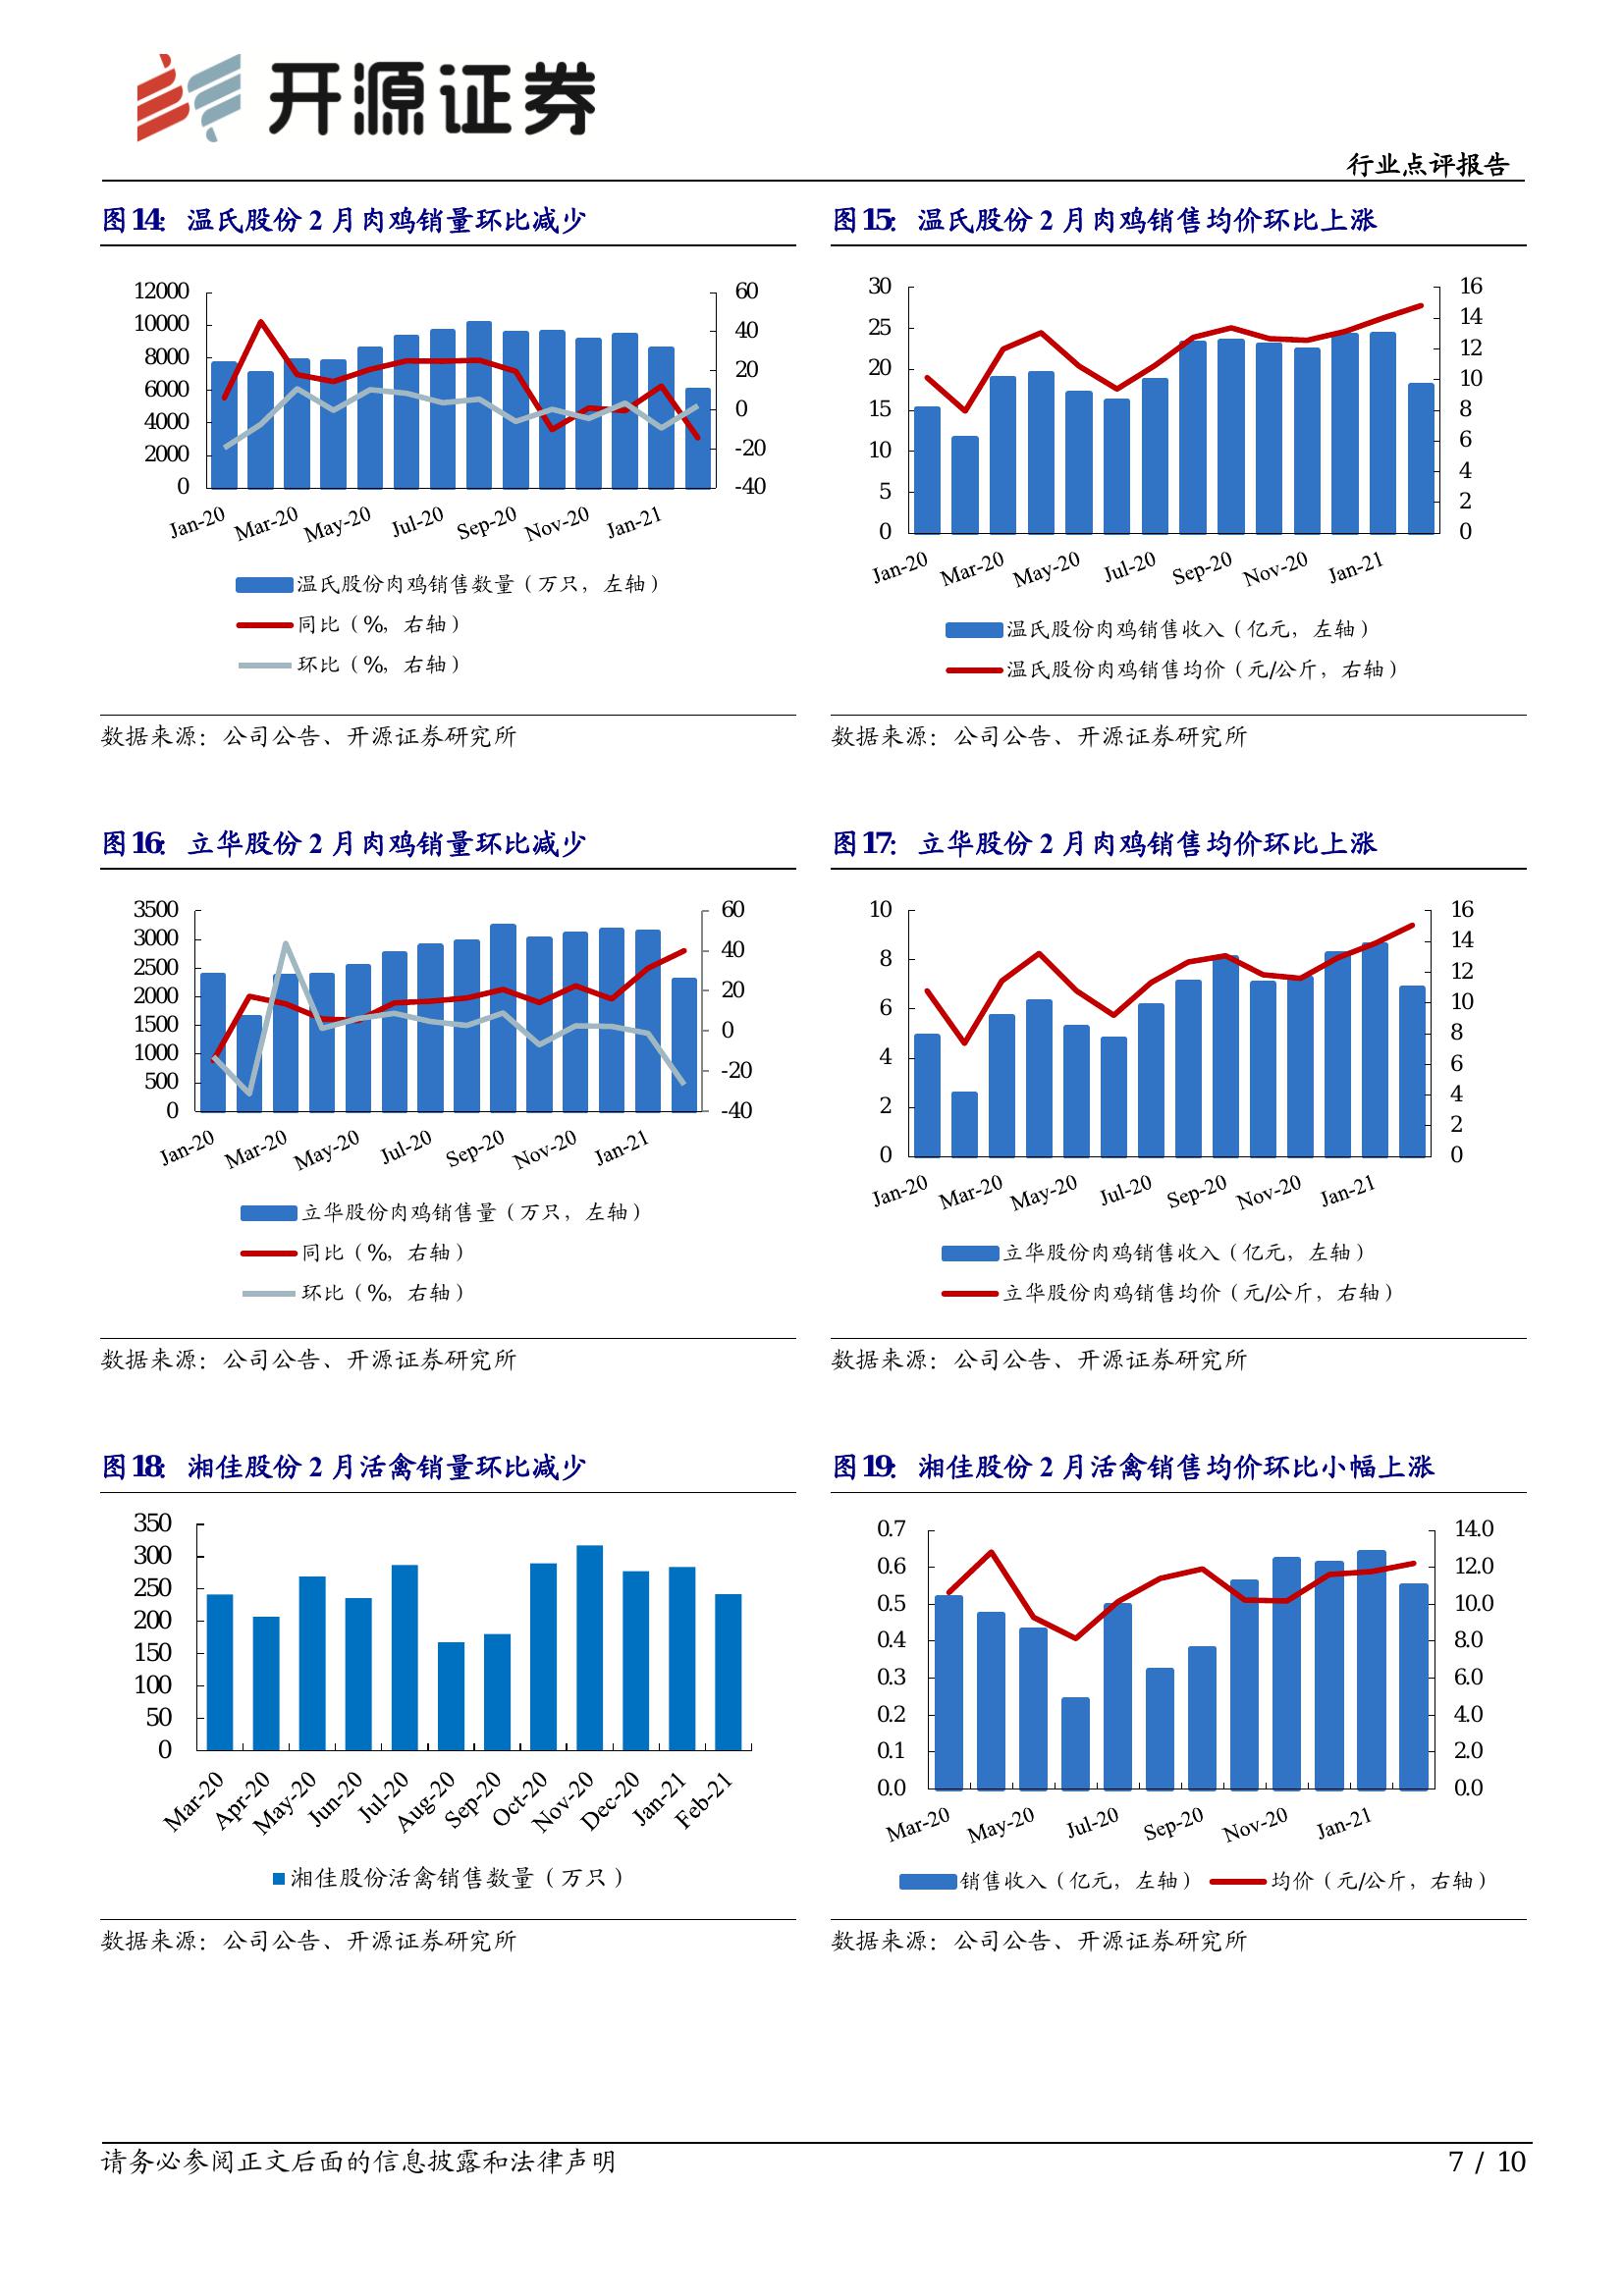 开源证券
行业点评报告
图14： 温氏股份 2 月肉鸡销量环比减少
12000
10000
8000
6000
4000
2000
0
60
40
20
0
-20
-40
Jan-20 Mar-20 May-20 Jul-20 Sep-20 Nov-20 Jan-21
温氏股份肉鸡销售数量（万只，左轴）
同比（%，右轴）
环比（%，右轴）
数据来源：公司公告、开源证券研究所
图15： 温氏股份 2 月肉鸡销售均价环比上涨
30
25
20
15
10
5
0
16
14
12
10
8
6
4
2
0
Jan-20 Mar-20 May-20 Jul-20 Sep-20 Nov-20 Jan-21
温氏股份肉鸡销售收入（亿元，左轴）
温氏股份肉鸡销售均价（元/公斤，右轴）
数据来源：公司公告、开源证券研究所
图16： 立华股份 2 月肉鸡销量环比减少
3500
3000
2500
2000
1500
1000
500
0
60
40
20
0
-20
-40
Jan-20 Mar-20 May-20 Jul-20 Sep-20 Nov-20 Jan-21
立华股份肉鸡销售量（万只，左轴）
同比（%，右轴）
环比（%，右轴）
数据来源：公司公告、开源证券研究所
图17： 立华股份 2 月肉鸡销售均价环比上涨
10
8
6
4
2
0
16
14
12
10
8
6
4
2
0
Jan-20 Mar-20 May-20 Jul-20 Sep-20 Nov-20 Jan-21
立华股份肉鸡销售收入（亿元，左轴）
立华股份肉鸡销售均价（元/公斤，右轴）
数据来源：公司公告、开源证券研究所
图18： 湘佳股份 2 月活禽销量环比减少
350
300
250
200
150
100
50
0
Mar-20 Apr-20 May-20 Jun-20 Jul-20 Aug-20 Sep-20 Oct-20 Nov-20 Dec-20 Jan-21 Feb-21
湘佳股份活禽销售数量（万只）
数据来源：公司公告、开源证券研究所
图19： 湘佳股份 2 月活禽销售均价环比小幅上涨
0.7
0.6
0.5
0.4
0.3
0.2
0.1
0.0
14.0
12.0
10.0
8.0
6.0
4.0
2.0
0.0
Mar-20 May-20 Jul-20 Sep-20 Nov-20 Jan-21
销售收入（亿元，左轴） 均价（元/公斤，右轴）
数据来源：公司公告、开源证券研究所
请务必参阅正文后面的信息披露和法律声明
7 / 10